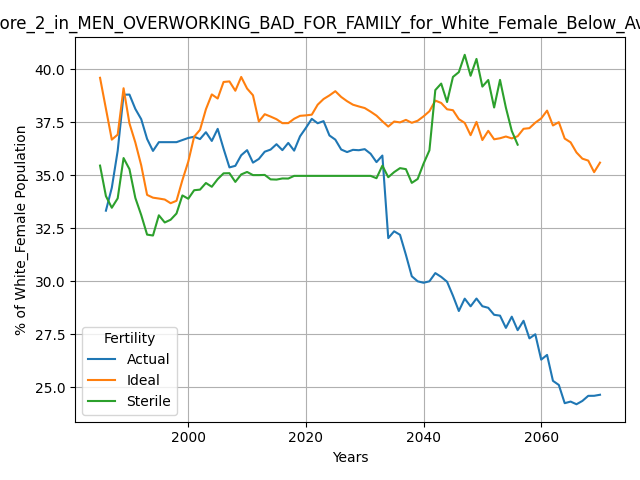 ore_2_in_MEN_OVERWORKING_BAD_FOR_FAMILY_for_White_Female_Below_Av
% of White_Female Population
40.0
37.5
35.0
32.5
30.0
27.5
25.0
Fertility
Actual
Ideal
Sterile
2000
2020
2040
2060
Years